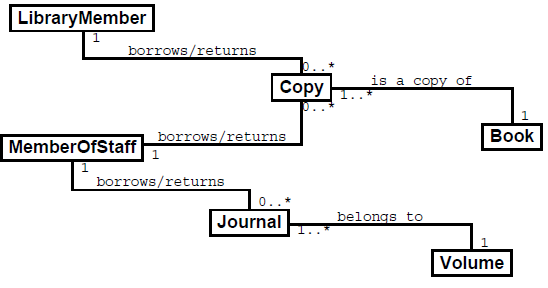 LibraryMember
1
borrows/returns
0..*
Copy
is a copy of
1..*
0..*
1
Book
borrows/returns
MemberOfStaff
1
1
borrows/returns
0..*
Journal
belongs to
1..*
1
Volume